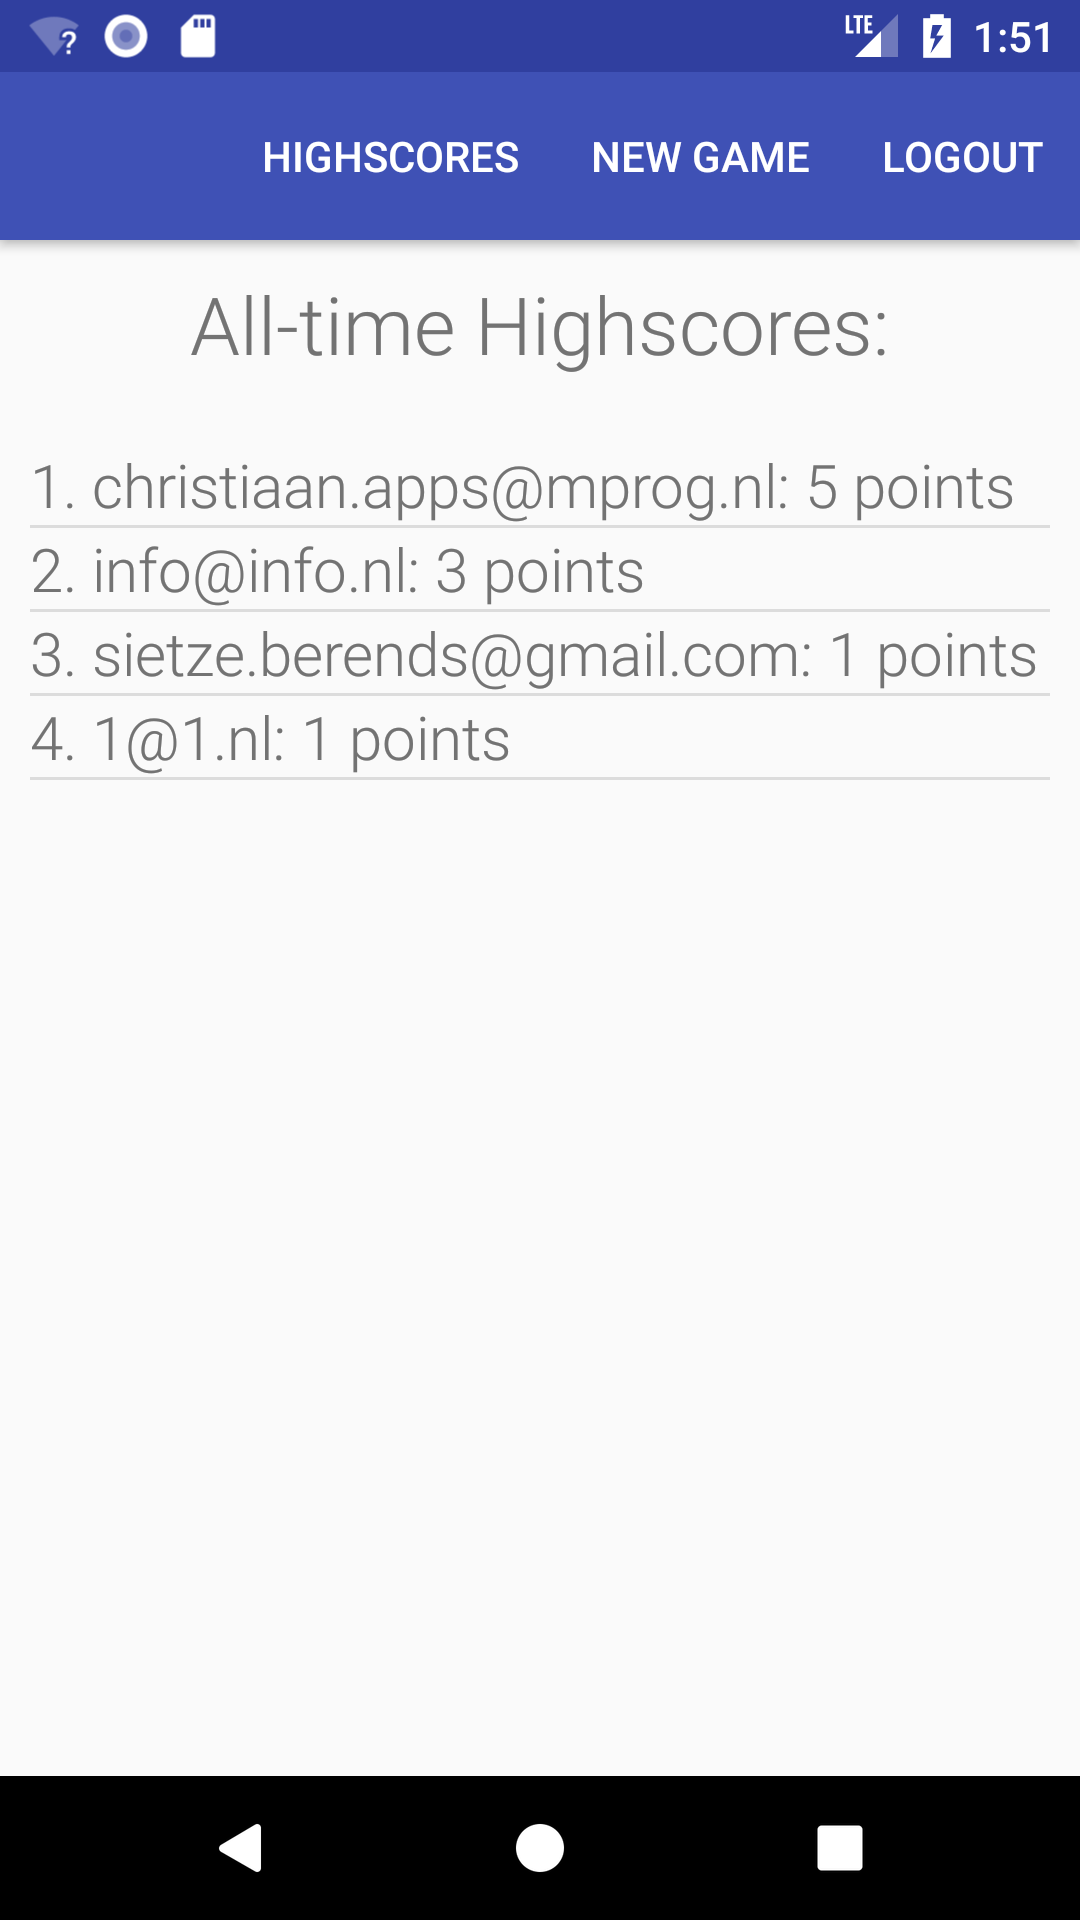 LTE 1:51
HIGHSCORES NEW GAME LOGOUT
All-time Highscores:
1. christiaan.apps@mprog.nl: 5 points
2. info@info.nl: 3 points
3. sietze.berends@gmail.com: 1 points
4. 1@1.nl: 1 points